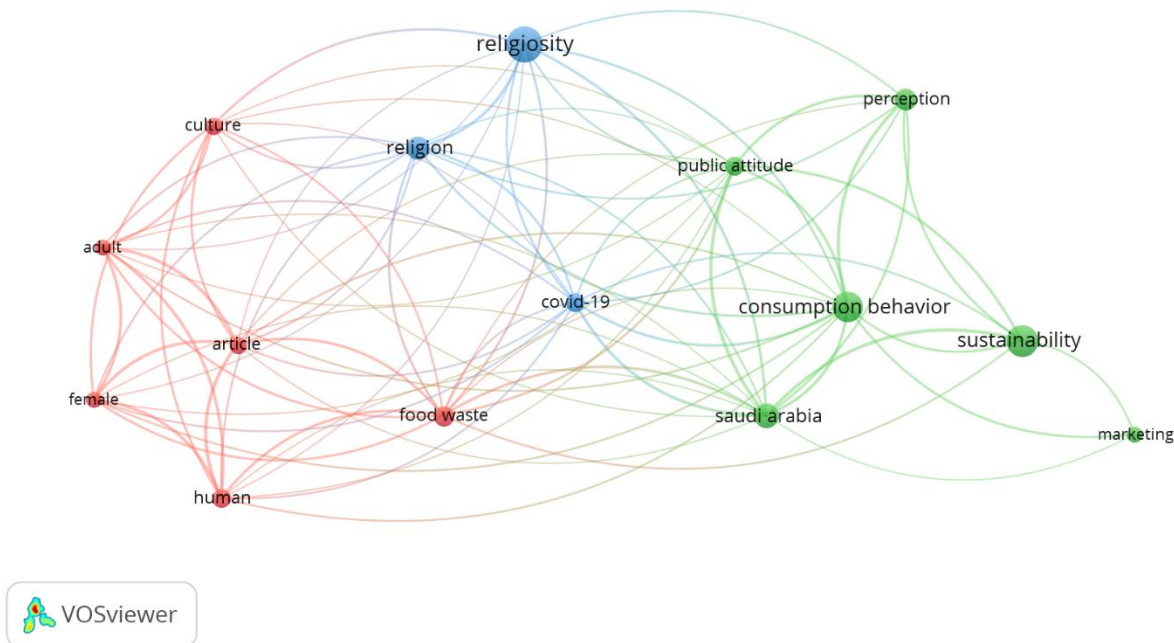 religiosity
perception
culture
religion
public attitude
adult
covid-19
consumption behavior
sustainability
article
female
food waste
saudi arabia
marketing
human
VOSviewer